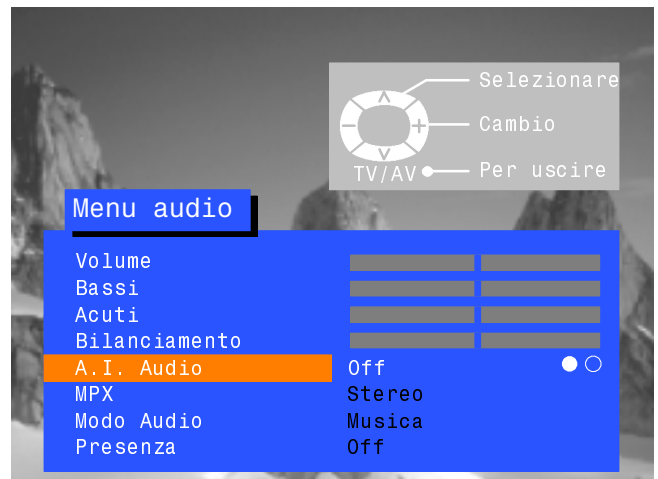 Selezionare
Cambio
TV/AV Per uscire
Menu audio
Volume
Bassi
Acuti
Bilanciamento
A.I. Audio Off
MPX Stereo
Modo Audio Musica
Presenza Off